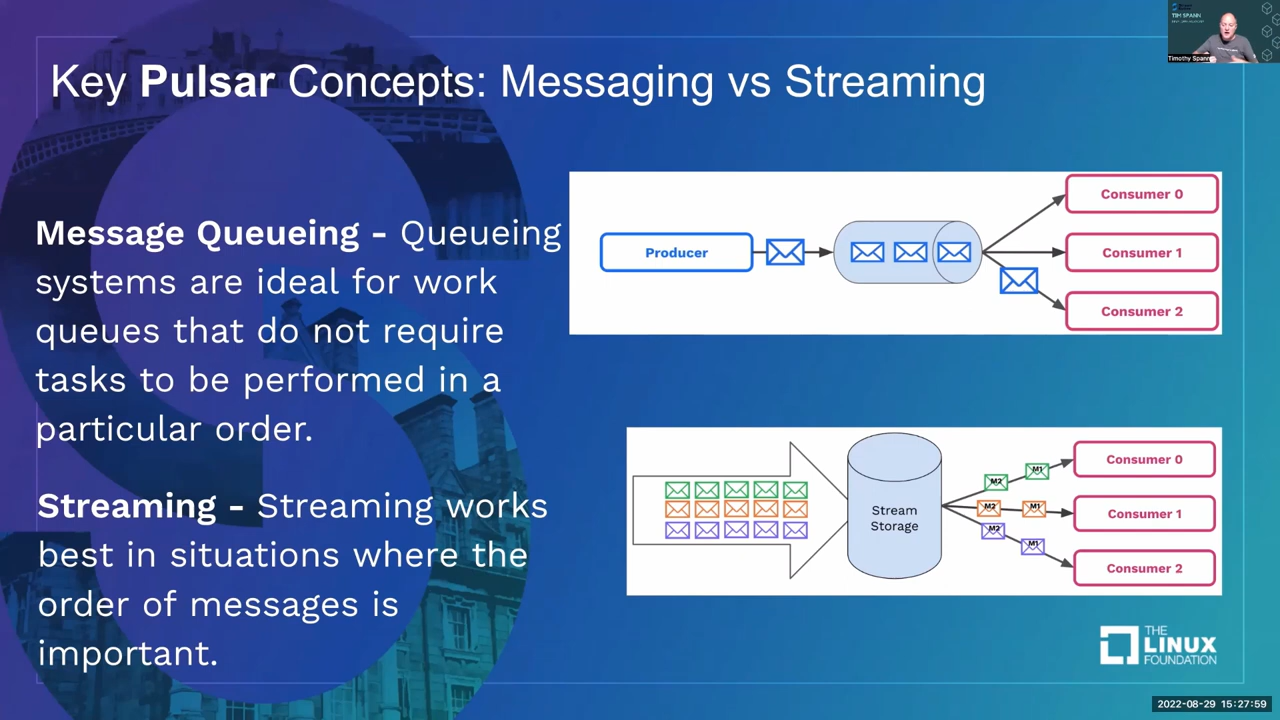 TIM SPANN
Timothy Spann
Key Pulsar Concepts: Messaging vs Streaming
Message Queueing - Queueing
systems are ideal for work
queues that do not require
tasks to be performed in a
particular order.
Streaming - Streaming works
best in situations where the
order of messages is
important.
Producer
Consumer 0
Consumer 1
Consumer 2
Stream
Storage
M2
M1
M2
M1
M2
M1
Consumer 0
Consumer 1
Consumer 2
THE
LINUX
FOUNDATION
2022-08-29 15:27:59